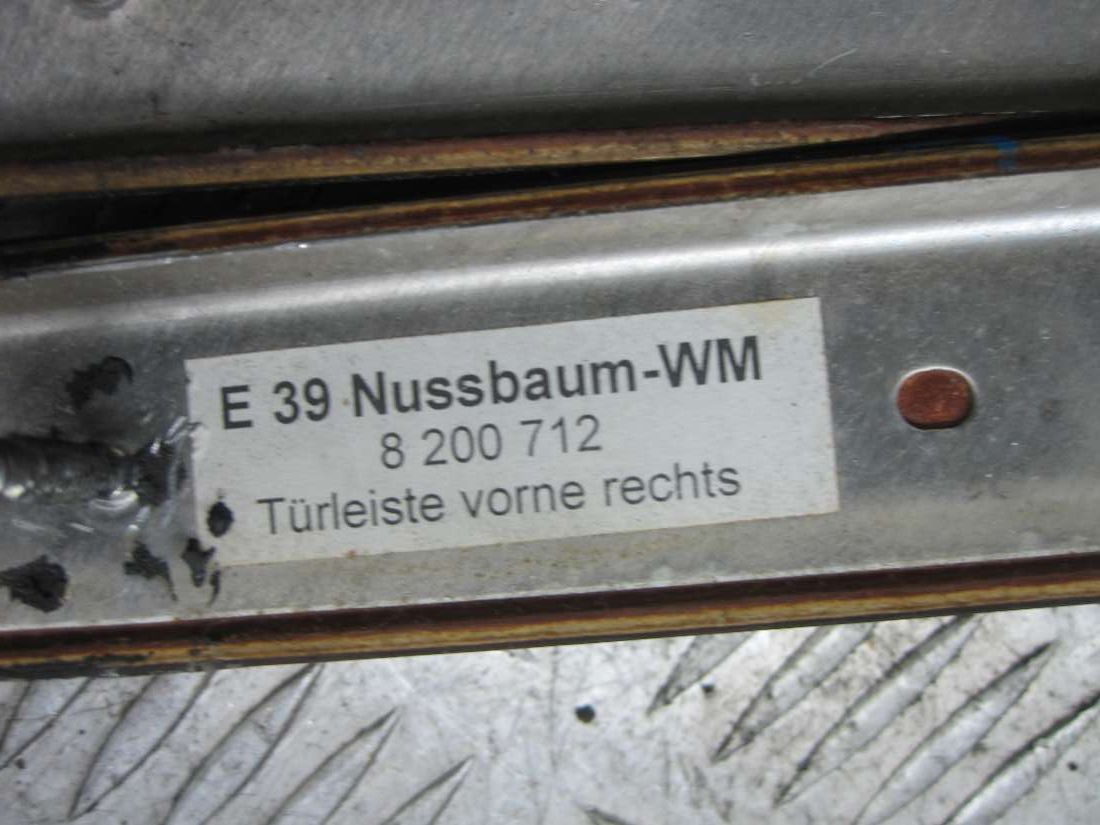 E 39 Nussbaum-WM
8 200 712
Türleiste vorne rechts